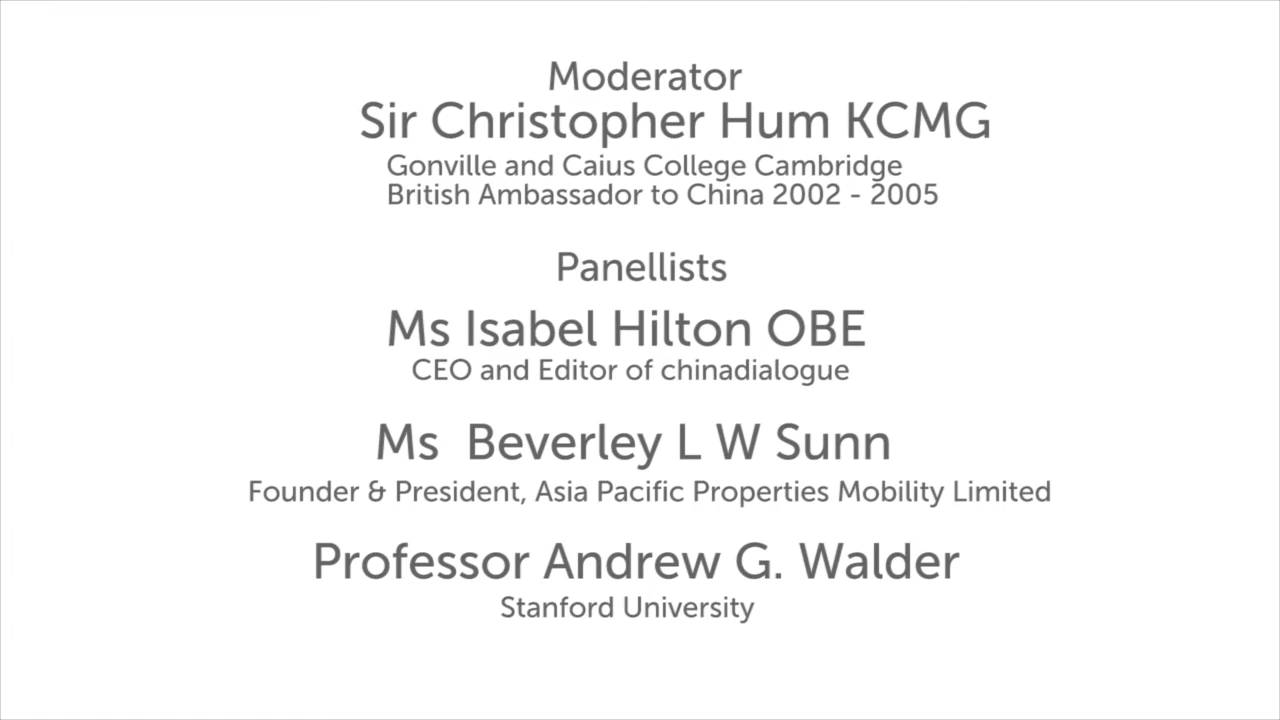 Moderator
Sir Christopher Hum KCMG
Gonville and Caius College Cambridge
British Ambassador to China 2002 - 2005
Panellists
Ms Isabel Hilton OBE
CEO and Editor of chinadialogue
Ms Beverley L W Sunn
Founder & President, Asia Pacific Properties Mobility Limited
Professor Andrew G. Walder
Stanford University